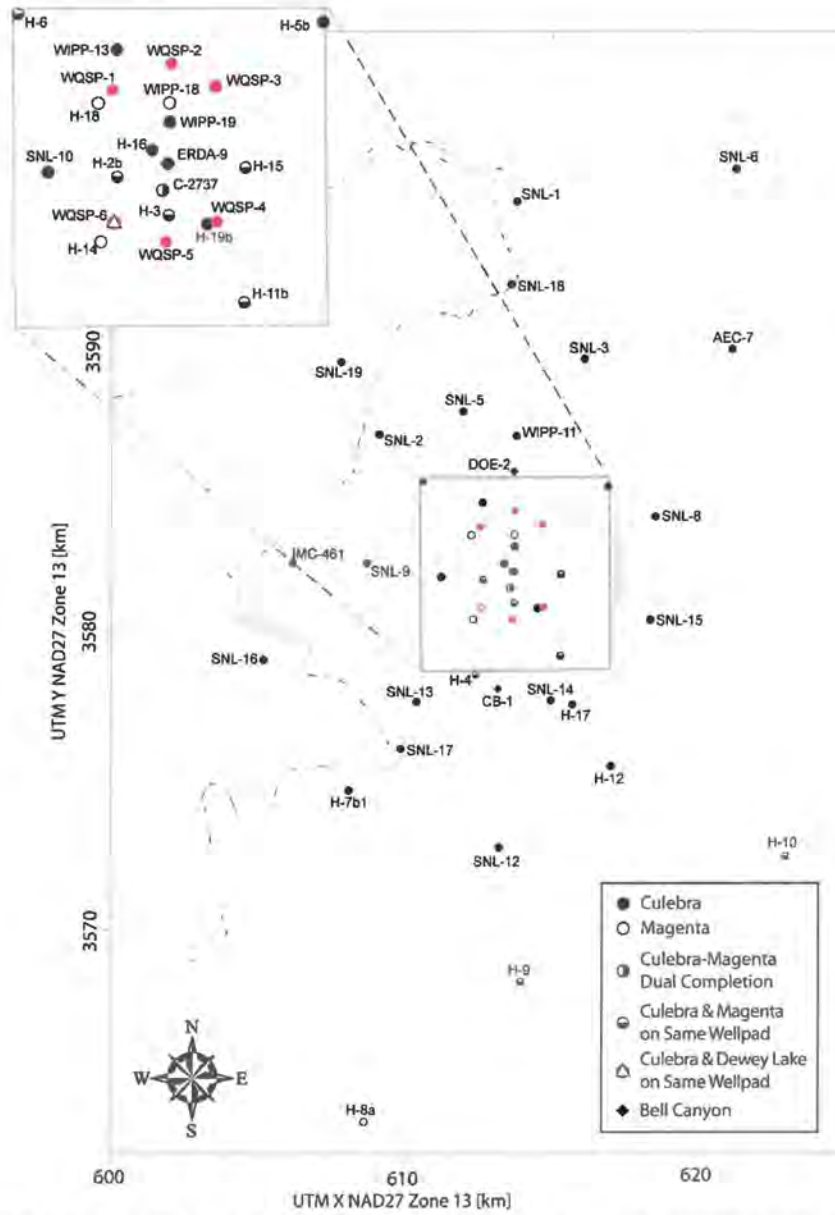 H-6
H-5b
WIPP-13
WQSP-2
WQSP-1
WQSP-3
WIPP-18
H-18
WIPP-19
H-16
SNL-10
ERDA-9
H-2b
H-15
C-2737
H-3
WQSP-6
WQSP-4
H-19b
H-14
WQSP-5
H-11b
SNL-6
SNL-1
SNL-18
AEC-7
SNL-3
SNL-19
SNL-5
WIPP-11
SNL-2
DOE-2
SNL-8
IMC-461
SNL-9
SNL-15
SNL-16
H-4
SNL-13
CB-1
SNL-14
H-17
SNL-17
H-12
H-7b1
SNL-12
H-10
H-9
H-8a
3590
3580
3570
UTM Y NAD27 Zone 13 [km]
Culebra
Magenta
Culebra-Magenta
Dual Completion
Culebra & Magenta
on Same Wellpad
Culebra & Dewey Lake
on Same Wellpad
Bell Canyon
N
W
E
S
600
610
620
UTM X NAD27 Zone 13 [km]